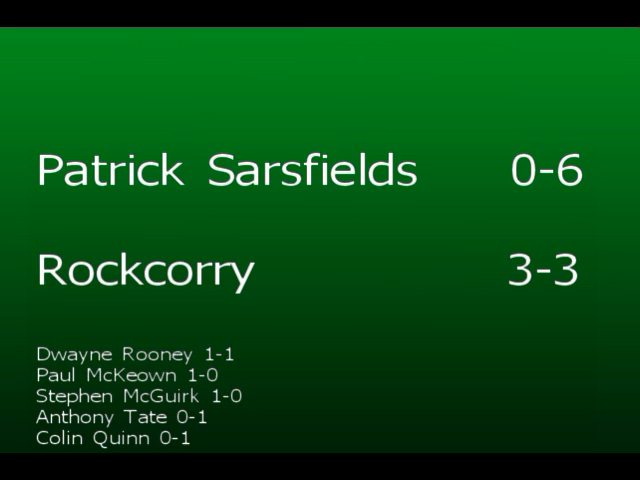 Patrick Sarsfields 0-6
Rockcorry 3-3
Dwayne Rooney 1-1
Paul McKeown 1-0
Stephen McGuirk 1-0
Anthony Tate 0-1
Colin Quinn 0-1